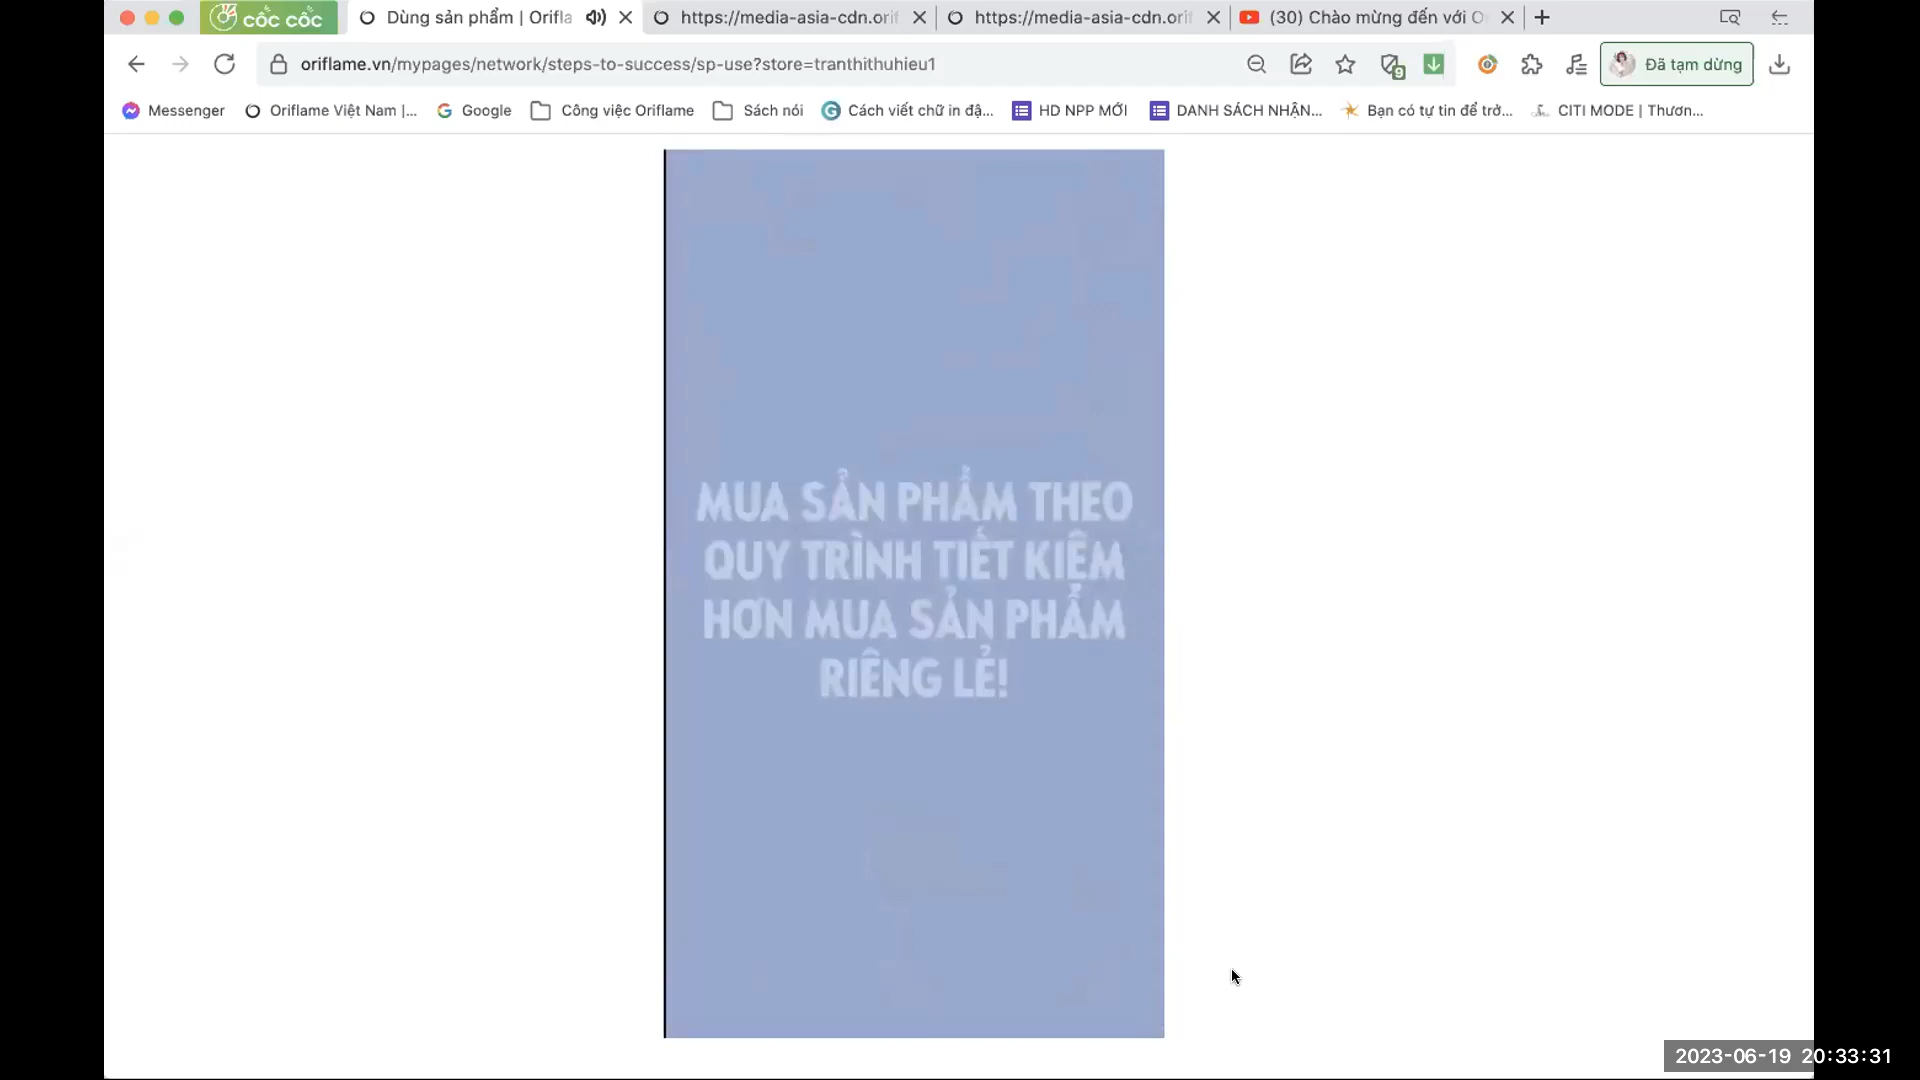 cốc cốc
Dùng sản phẩm | Orifla
https://media-asia-cdn.orif
https://media-asia-cdn.orif
(30) Chào mừng đến với O
oriflame.vn/mypages/network/steps-to-success/sp-use?store=tranthithuhieu1
9
Đã tạm dừng
Messenger
Oriflame Việt Nam |...
Google
Công việc Oriflame
Sách nói
Cách viết chữ in đậ...
HD NPP MỚI
DANH SÁCH NHẬN...
Bạn có tự tin để trở...
CITI MODE | Thươn...
MUA SẢN PHẨM THEO
QUY TRÌNH TIẾT KIỆM
HƠN MUA SẢN PHẨM
RIÊNG LẺ!
2023-06-19 20:33:31